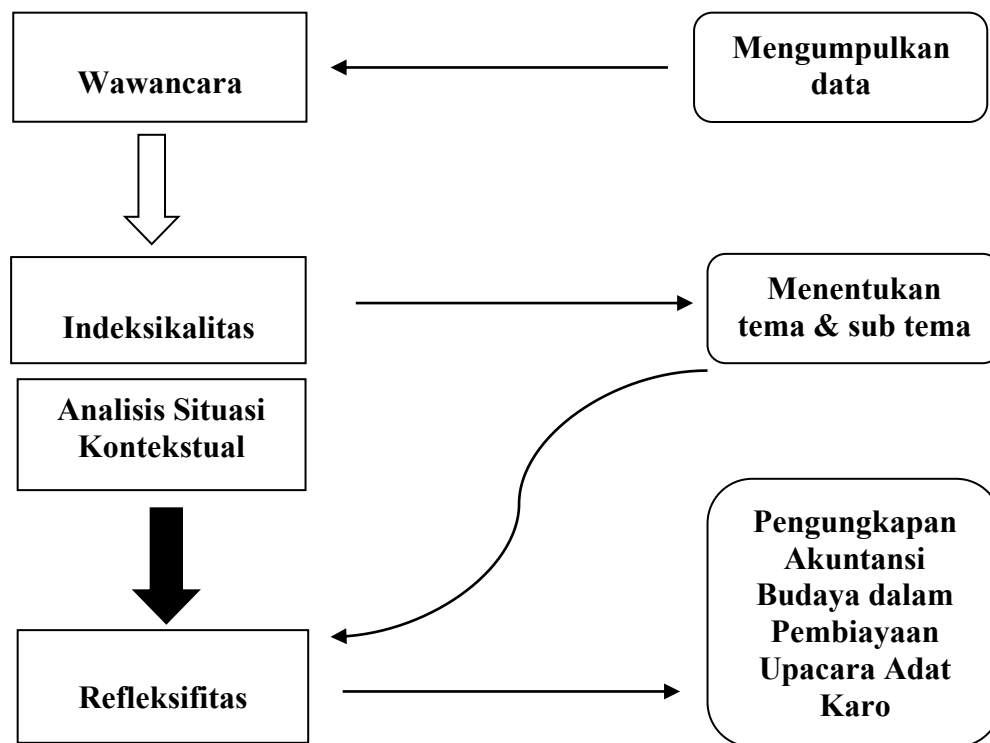 Wawancara
Mengumpulkan
data
Indeksikalitas
Menentukan
tema & sub tema
Analisis Situasi
Kontekstual
Refleksifitas
Pengungkapan
Akuntansi
Budaya dalam
Pembiayaan
Upacara Adat
Karo